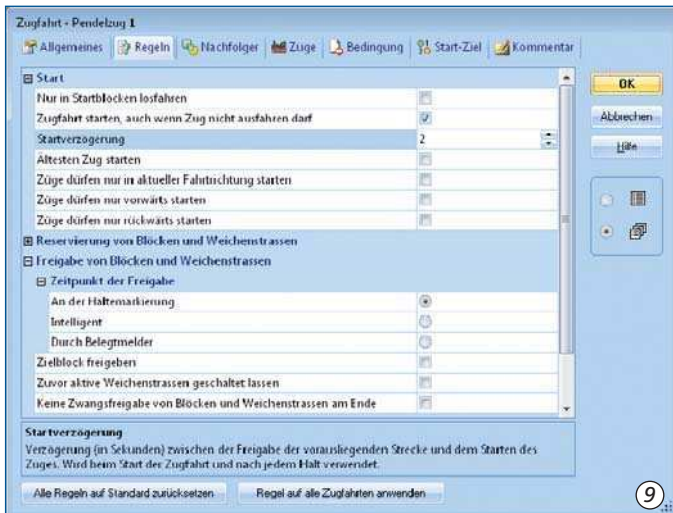 Zugfahrt - Pendelzug 1
Allgemeines Regeln Nachfolger Züge Bedingung Start-Ziel Kommentar
Start
Nur in Startblöcken losfahren
Zugfahrt starten, auch wenn Zug nicht ausfahren darf
Startverzögerung 2
Ältesten Zug starten
Züge dürfen nur in aktueller Fahrtrichtung starten
Züge dürfen nur vorwärts starten
Züge dürfen nur rückwärts starten
Reservierung von Blöcken und Weichenstrassen
Freigabe von Blöcken und Weichenstrassen
Zeitpunkt der Freigabe
An der Haltemarkierung
Intelligent
Durch Belegtmelder
Zielblock freigeben
Zuvor aktive Weichenstrassen geschaltet lassen
Keine Zwangsfreigabe von Blöcken und Weichenstrassen am Ende
Startverzögerung
Verzögerung (in Sekunden) zwischen der Freigabe der vorausliegenden Strecke und dem Starten des
Zuges. Wird beim Start der Zugfahrt und nach jedem Halt verwendet.
Alle Regeln auf Standard zurücksetzen Regel auf alle Zugfahrten anwenden
OK
Abbrechen
Hilfe
9